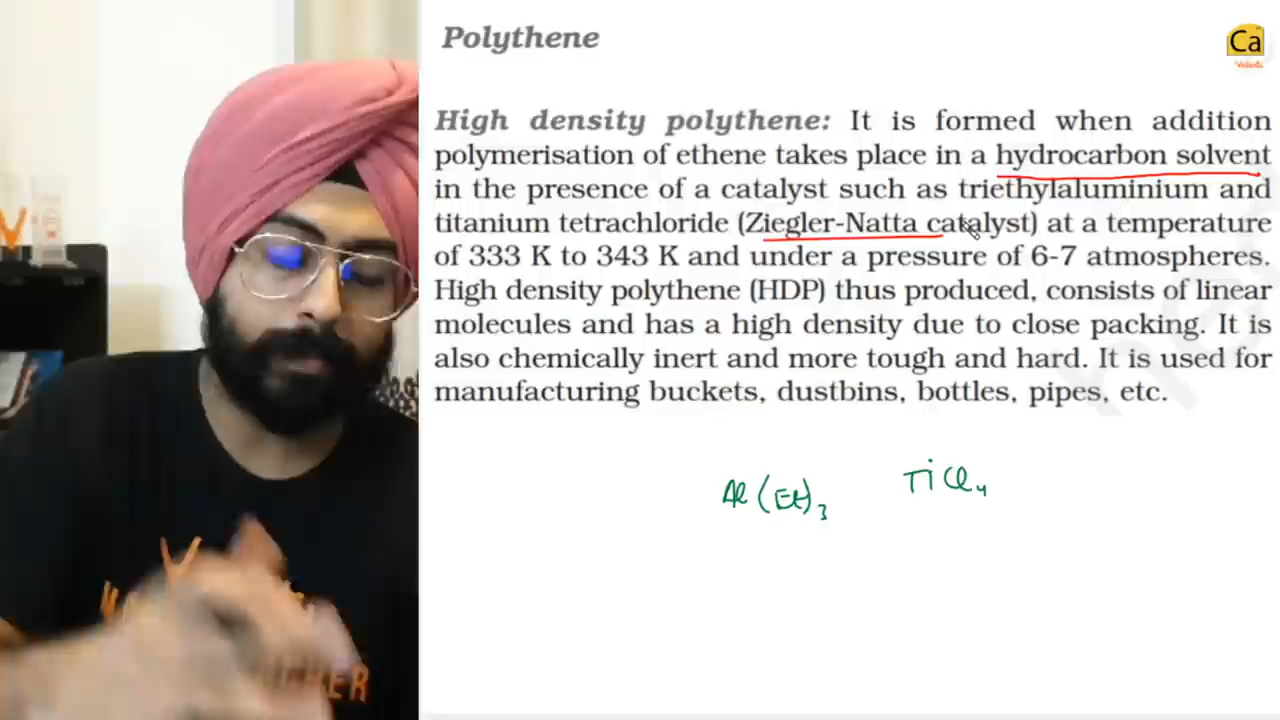 Polythene
Ca
Vedantu
High density polythene: It is formed when addition
polymerisation of ethene takes place in a hydrocarbon solvent
in the presence of a catalyst such as triethylaluminium and
titanium tetrachloride (Ziegler-Natta catalyst) at a temperature
of 333 K to 343 K and under a pressure of 6-7 atmospheres.
High density polythene (HDP) thus produced, consists of linear
molecules and has a high density due to close packing. It is
also chemically inert and more tough and hard. It is used for
manufacturing buckets, dustbins, bottles, pipes, etc.
Al(Et)₃ TiCl₄